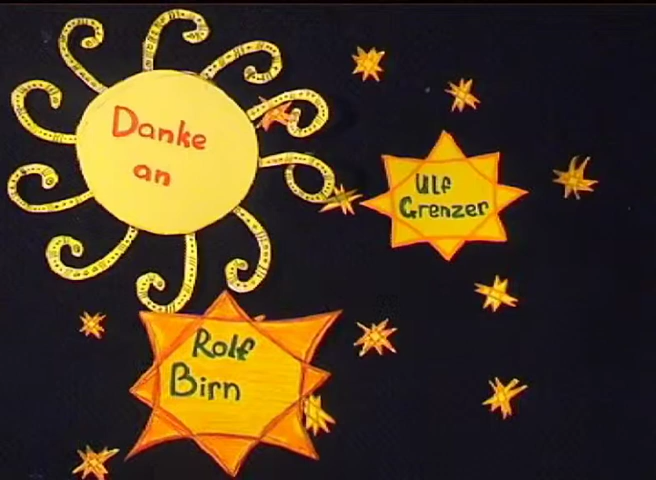 Danke
an
Ulf
Grenzer
Rolf
Birn